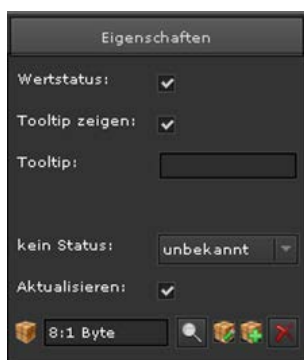 Eigenschaften
Wertstatus:
Tooltip zeigen:
Tooltip:
kein Status: unbekannt
Aktualisieren:
8:1 Byte